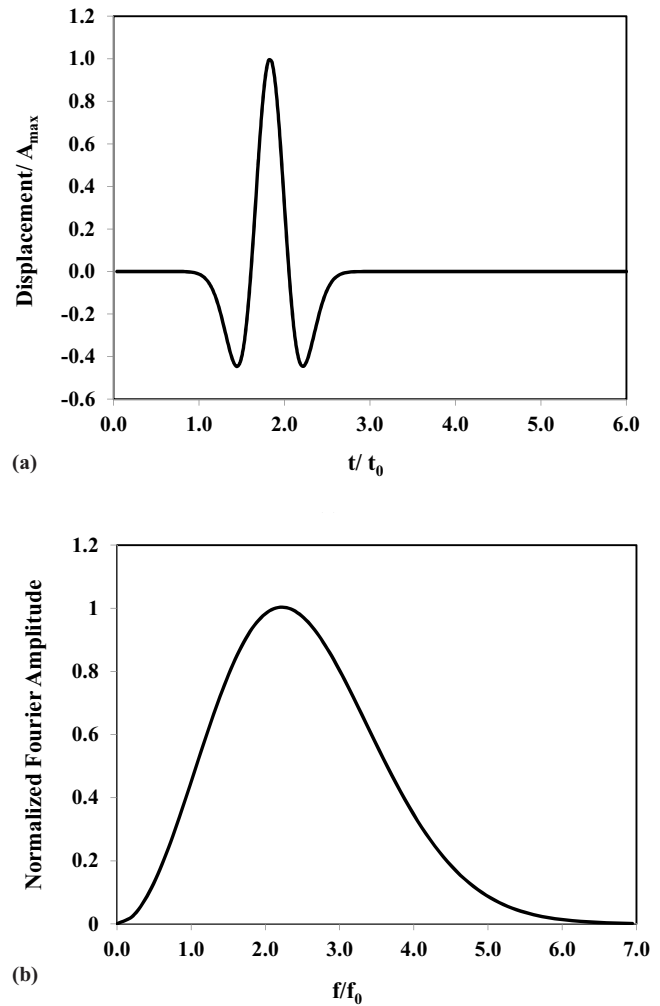 1.2
1.0
0.8
0.6
0.4
0.2
0.0
-0.2
-0.4
-0.6
Displacement/ Amax
0.0 1.0 2.0 3.0 4.0 5.0 6.0
t/ t0
(a)
1.2
1
0.8
0.6
0.4
0.2
0
Normalized Fourier Amplitude
0.0 1.0 2.0 3.0 4.0 5.0 6.0 7.0
f/f0
(b)